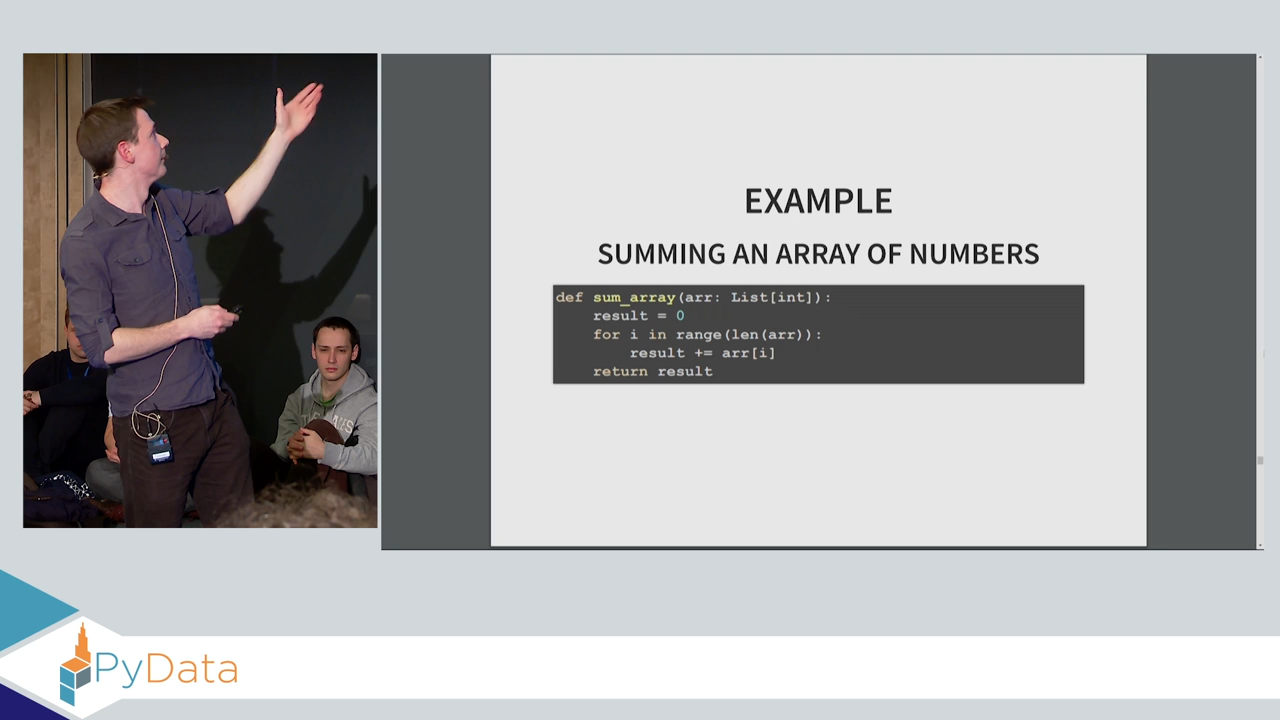 EXAMPLE
SUMMING AN ARRAY OF NUMBERS
def sum_array(arr: List[int]):
    result = 0
    for i in range(len(arr)):
        result += arr[i]
    return result
PyData